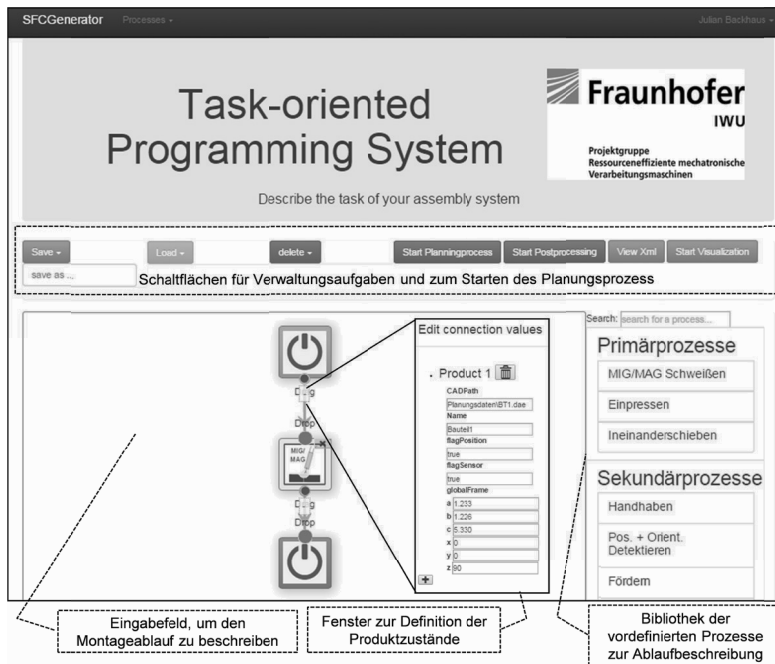 SFCGenerator Processes Julian Backhaus
Task-oriented
Programming System
Describe the task of your assembly system
Fraunhofer
IWU
Projektgruppe
Ressourceneffiziente mechatronische
Verarbeitungsmaschinen
Save Load delete Start Planningprocess Start Postprocessing View Xml Start Visualization
save as ...
Schaltflächen für Verwaltungsaufgaben und zum Starten des Planungsprozess
Drag
Drop
MIG/
MAG
Drag
Drop
Edit connection values
Product 1
CADPath
Planungsdaten\BT1.dae
Name
Bauteil1
flagPosition
true
flagSensor
true
globalFrame
a 1.233
b 1.226
c 5.330
x 0
y 0
z 90
Search: search for a process...
Primärprozesse
MIG/MAG Schweißen
Einpressen
Ineinanderschieben
Sekundärprozesse
Handhaben
Pos. + Orient.
Detektieren
Fördern
Eingabefeld, um den
Montageablauf zu beschreiben
Fenster zur Definition der
Produktzustände
Bibliothek der
vordefinierten Prozesse
zur Ablaufbeschreibung